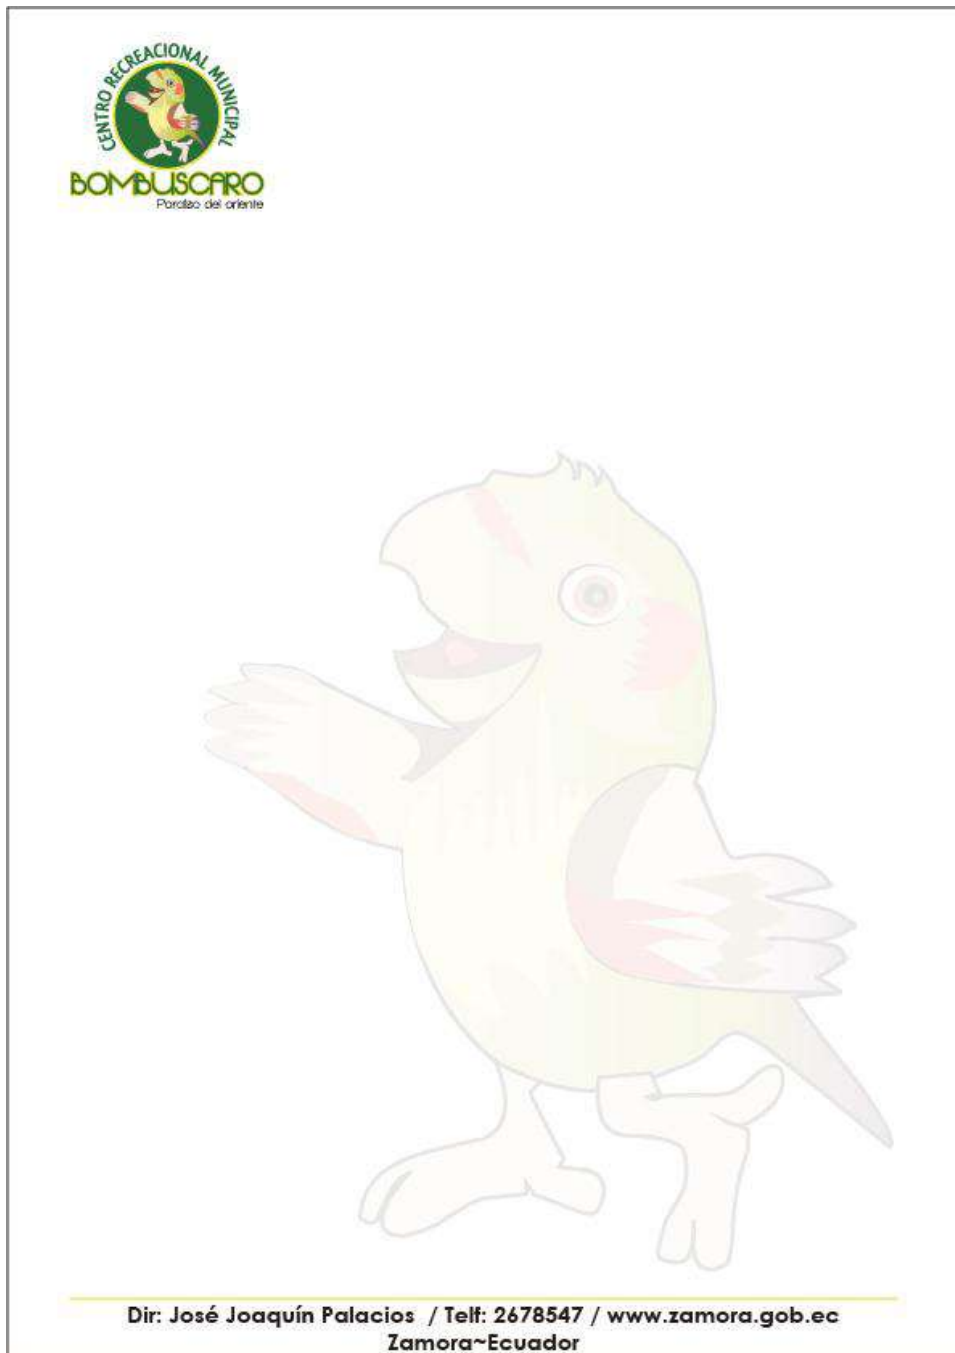 CENTRO RECREACIONAL MUNICIPAL
BOMBUSCARO
Paraíso del oriente
Dir: José Joaquín Palacios / Telf: 2678547 / www.zamora.gob.ec
Zamora~Ecuador